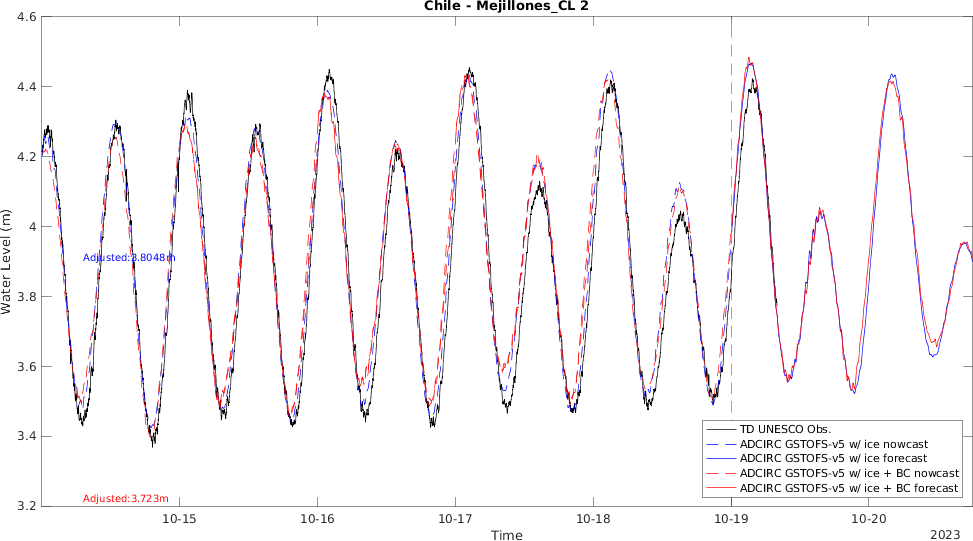 Chile - Mejillones_CL 2
4.6
4.4
4.2
4
3.8
3.6
3.4
3.2
Water Level (m)
Adjusted:3.8048m
Adjusted:3.723m
TD UNESCO Obs.
ADCIRC GSTOFS-v5 w/ ice nowcast
ADCIRC GSTOFS-v5 w/ ice forecast
ADCIRC GSTOFS-v5 w/ ice + BC nowcast
ADCIRC GSTOFS-v5 w/ ice + BC forecast
10-15 10-16 10-17 10-18 10-19 10-20
Time
2023